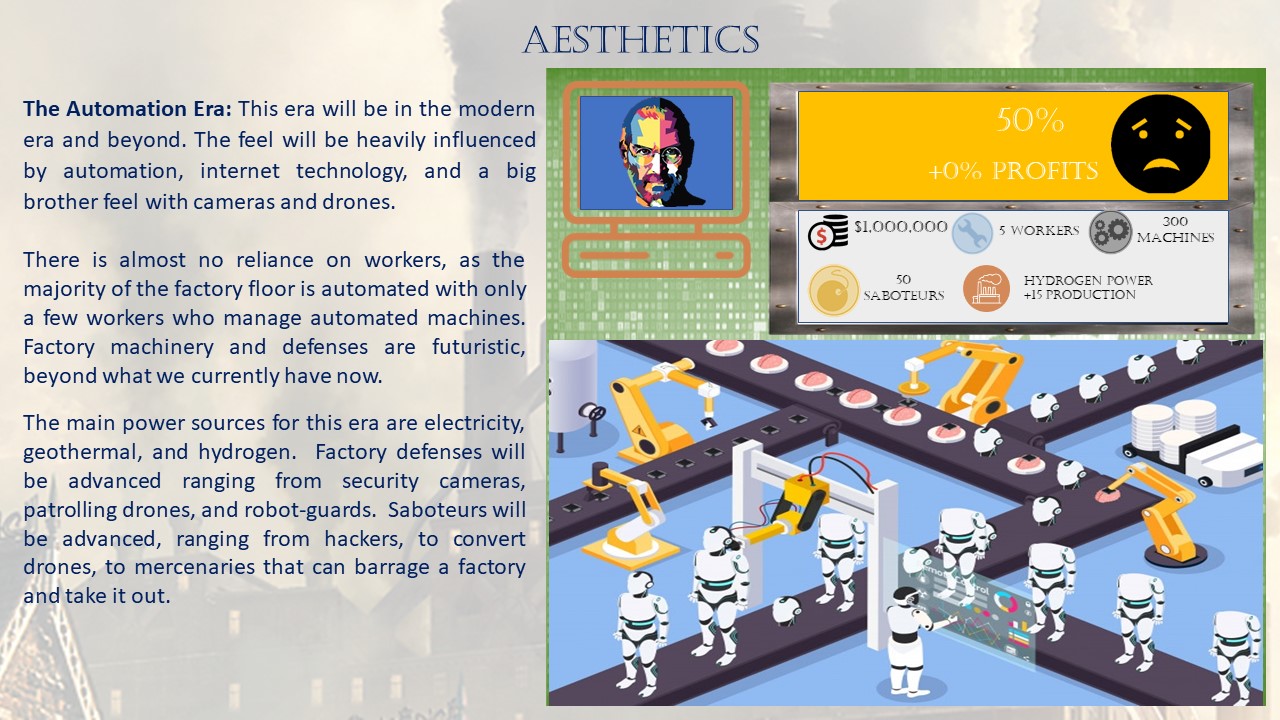 AESTHETICS
The Automation Era: This era will be in the modern
era and beyond. The feel will be heavily influenced
by automation, internet technology, and a big
brother feel with cameras and drones.
There is almost no reliance on workers, as the
majority of the factory floor is automated with only
a few workers who manage automated machines.
Factory machinery and defenses are futuristic,
beyond what we currently have now.
The main power sources for this era are electricity,
geothermal, and hydrogen. Factory defenses will
be advanced ranging from security cameras,
patrolling drones, and robot-guards. Saboteurs will
be advanced, ranging from hackers, to convert
drones, to mercenaries that can barrage a factory
and take it out.
50%
+0% PROFITS
$
$1,000,000
5 WORKERS
300
MACHINES
50
SABOTEURS
HYDROGEN POWER
+15 PRODUCTION